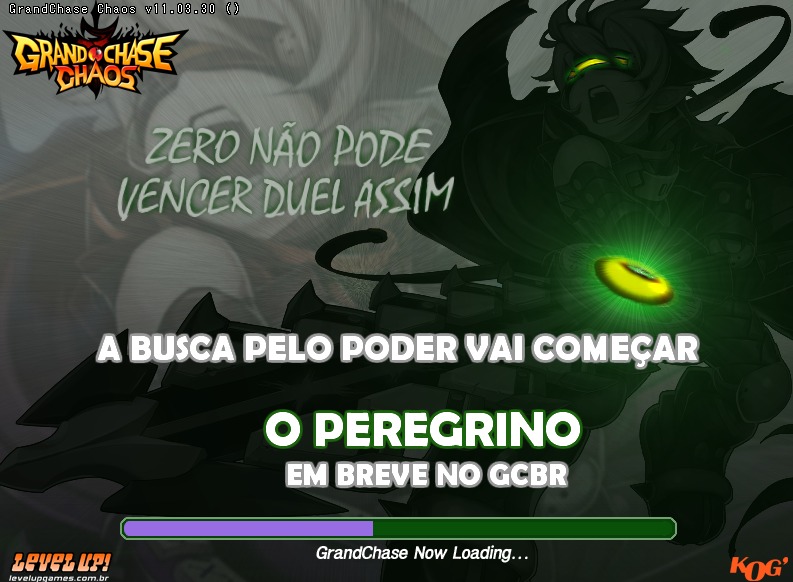 GrandChase Chaos v11.03.30 ()
GRAND CHASE
CHAOS
ZERO NÃO PODE
VENCER DUEL ASSIM
A BUSCA PELO PODER VAI COMEÇAR
O PEREGRINO
EM BREVE NO GCBR
GrandChase Now Loading...
LEVEL UP!
levelupgames.com.br
KOG'